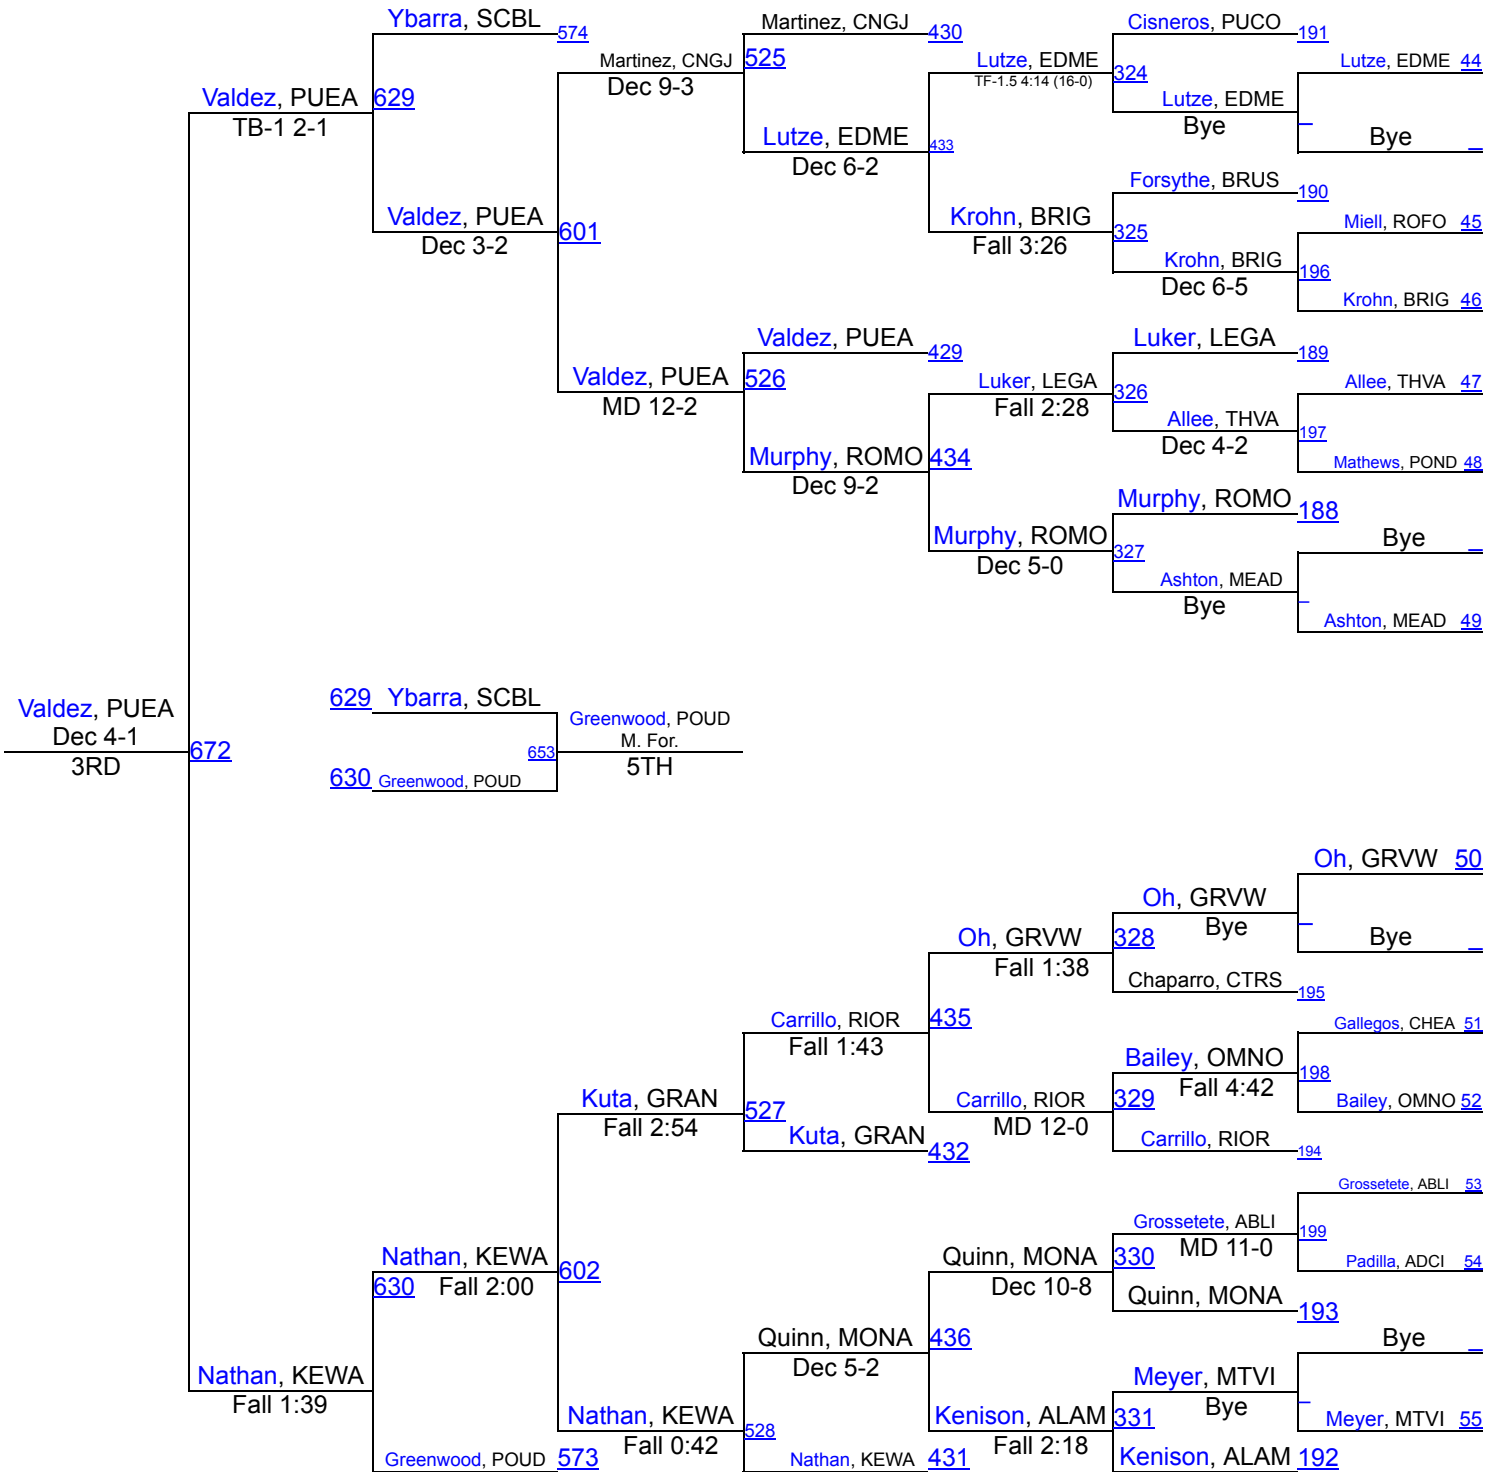 Ybarra, SCBL 574
Martinez, CNGJ 430
Cisneros, PUCO 191
Martinez, CNGJ 525
Dec 9-3
Lutze, EDME 324
TF-1.5 4:14 (16-0)
Lutze, EDME 44
Valdez, PUEA 629
TB-1 2-1
Lutze, EDME
Bye
Lutze, EDME 433
Dec 6-2
Bye
Forsythe, BRUS 190
Valdez, PUEA 601
Dec 3-2
Krohn, BRIG 325
Fall 3:26
Miell, ROFO 45
Krohn, BRIG 196
Dec 6-5
Krohn, BRIG 46
Valdez, PUEA 429
Luker, LEGA 189
Valdez, PUEA 526
MD 12-2
Luker, LEGA 326
Fall 2:28
Allee, THVA 47
Allee, THVA 197
Dec 4-2
Murphy, ROMO 434
Dec 9-2
Mathews, POND 48
Murphy, ROMO 188
Murphy, ROMO 327
Dec 5-0
Bye
Ashton, MEAD
Bye
Ashton, MEAD 49
Valdez, PUEA
Dec 4-1
3RD
672
629 Ybarra, SCBL
Greenwood, POUD
653
M. For.
5TH
630 Greenwood, POUD
Oh, GRVW 50
Oh, GRVW
Bye
Oh, GRVW 328
Fall 1:38
Bye
Chaparro, CTRS 195
Carrillo, RIOR 435
Fall 1:43
Gallegos, CHEA 51
Bailey, OMNO 198
Fall 4:42
Kuta, GRAN 527
Fall 2:54
Carrillo, RIOR 329
MD 12-0
Bailey, OMNO 52
Kuta, GRAN 432
Carrillo, RIOR 194
Grossetete, ABLI 53
Grossetete, ABLI 199
MD 11-0
Nathan, KEWA 602
630 Fall 2:00
Quinn, MONA 330
Dec 10-8
Padilla, ADCI 54
Quinn, MONA 193
Quinn, MONA 436
Dec 5-2
Bye
Nathan, KEWA
Fall 1:39
Meyer, MTVI
Bye
Nathan, KEWA 528
Fall 0:42
Kenison, ALAM 331
Fall 2:18
Meyer, MTVI 55
Greenwood, POUD 573
Nathan, KEWA 431
Kenison, ALAM 192